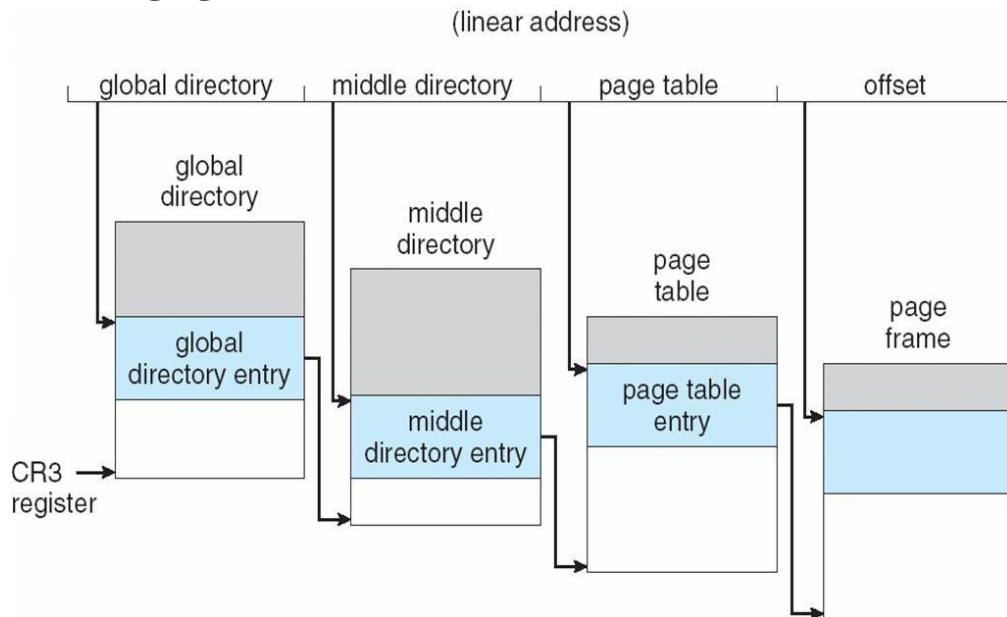 (linear address)
global directory
middle directory
page table
offset
global
directory
middle
directory
page
table
page
frame
global
directory entry
middle
directory entry
page table
entry
CR3
register